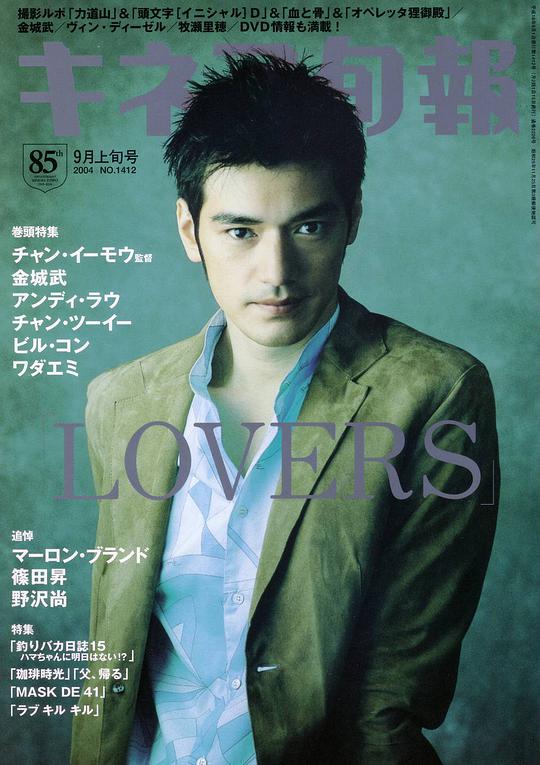 撮影ルポ「力道山」&「頭文字[イニシャル]D」&「血と骨」&「オペレッタ狸御殿」／
金城武／ヴィン・ディーゼル／牧瀬里穂／DVD情報も満載！
キネマ旬報
85th
9月上旬号
2004 NO.1412
巻頭特集
チャン・イーモウ監督
金城武
アンディ・ラウ
チャン・ツーイー
ビル・コン
ワダエミ
「LOVERS」
追悼
マーロン・ブランド
篠田昇
野沢尚
特集
「釣りバカ日誌15
ハマちゃんに明日はない!?」
「珈琲時光」「父、帰る」
「MASK DE 41」
「ラブ キル キル」